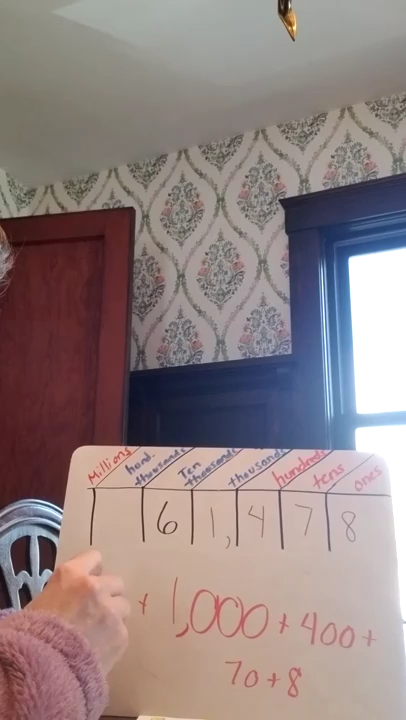 Millions hund. thousands Ten thousands thousands hundreds tens ones
6 1, 4 7 8
+ 1,000 + 400 +
70 + 8